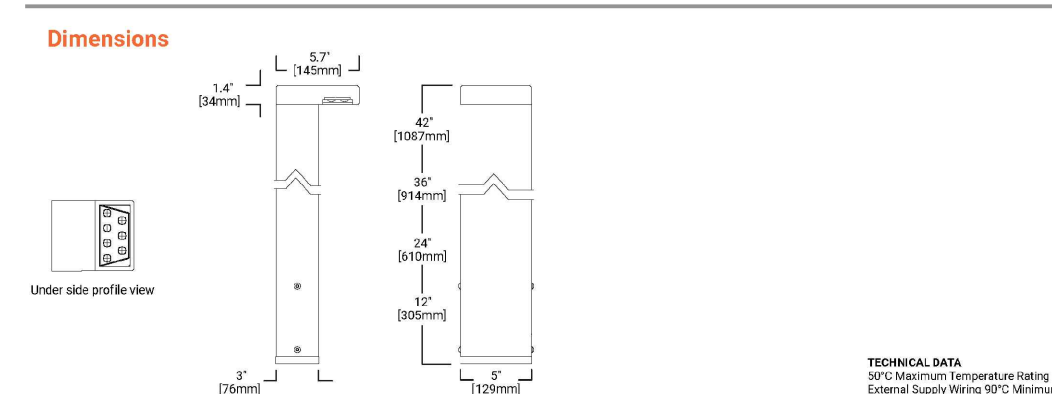 Dimensions
5.7"
[145mm]
1.4"
[34mm]
42"
[1087mm]
36"
[914mm]
24"
[610mm]
12"
[305mm]
Under side profile view
3"
[76mm]
5"
[129mm]
TECHNICAL DATA
50°C Maximum Temperature Rating
External Supply Wiring 90°C Minimum